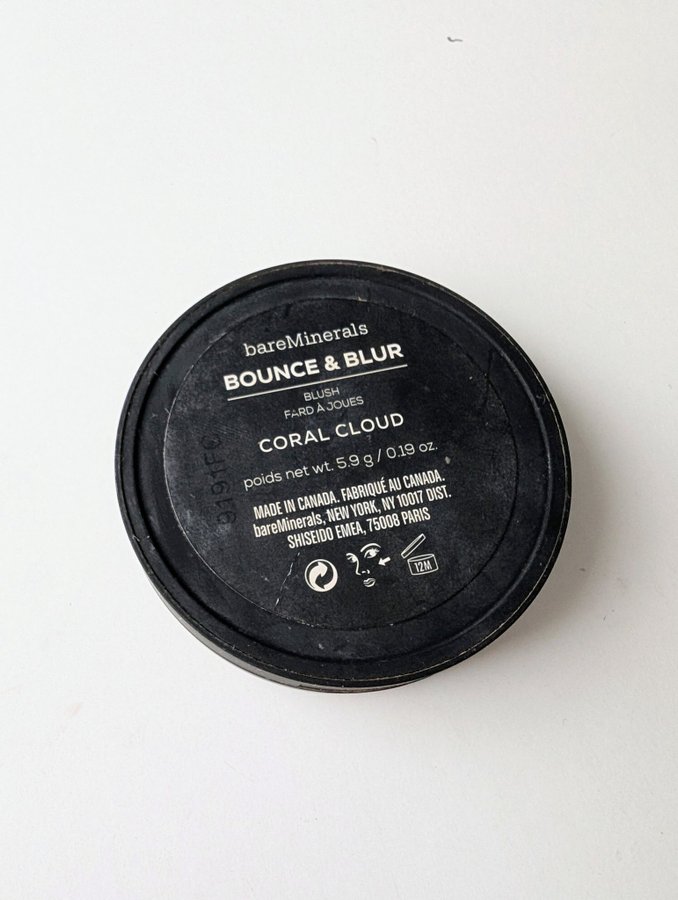 bareMinerals
BOUNCE & BLUR
BLUSH
FARD À JOUES
CORAL CLOUD
poids net wt. 5.9 g / 0.19 oz.
MADE IN CANADA. FABRIQUÉ AU CANADA.
bareMinerals, NEW YORK, NY 10017 DIST.
SHISEIDO EMEA, 75008 PARIS
12M
9191FC